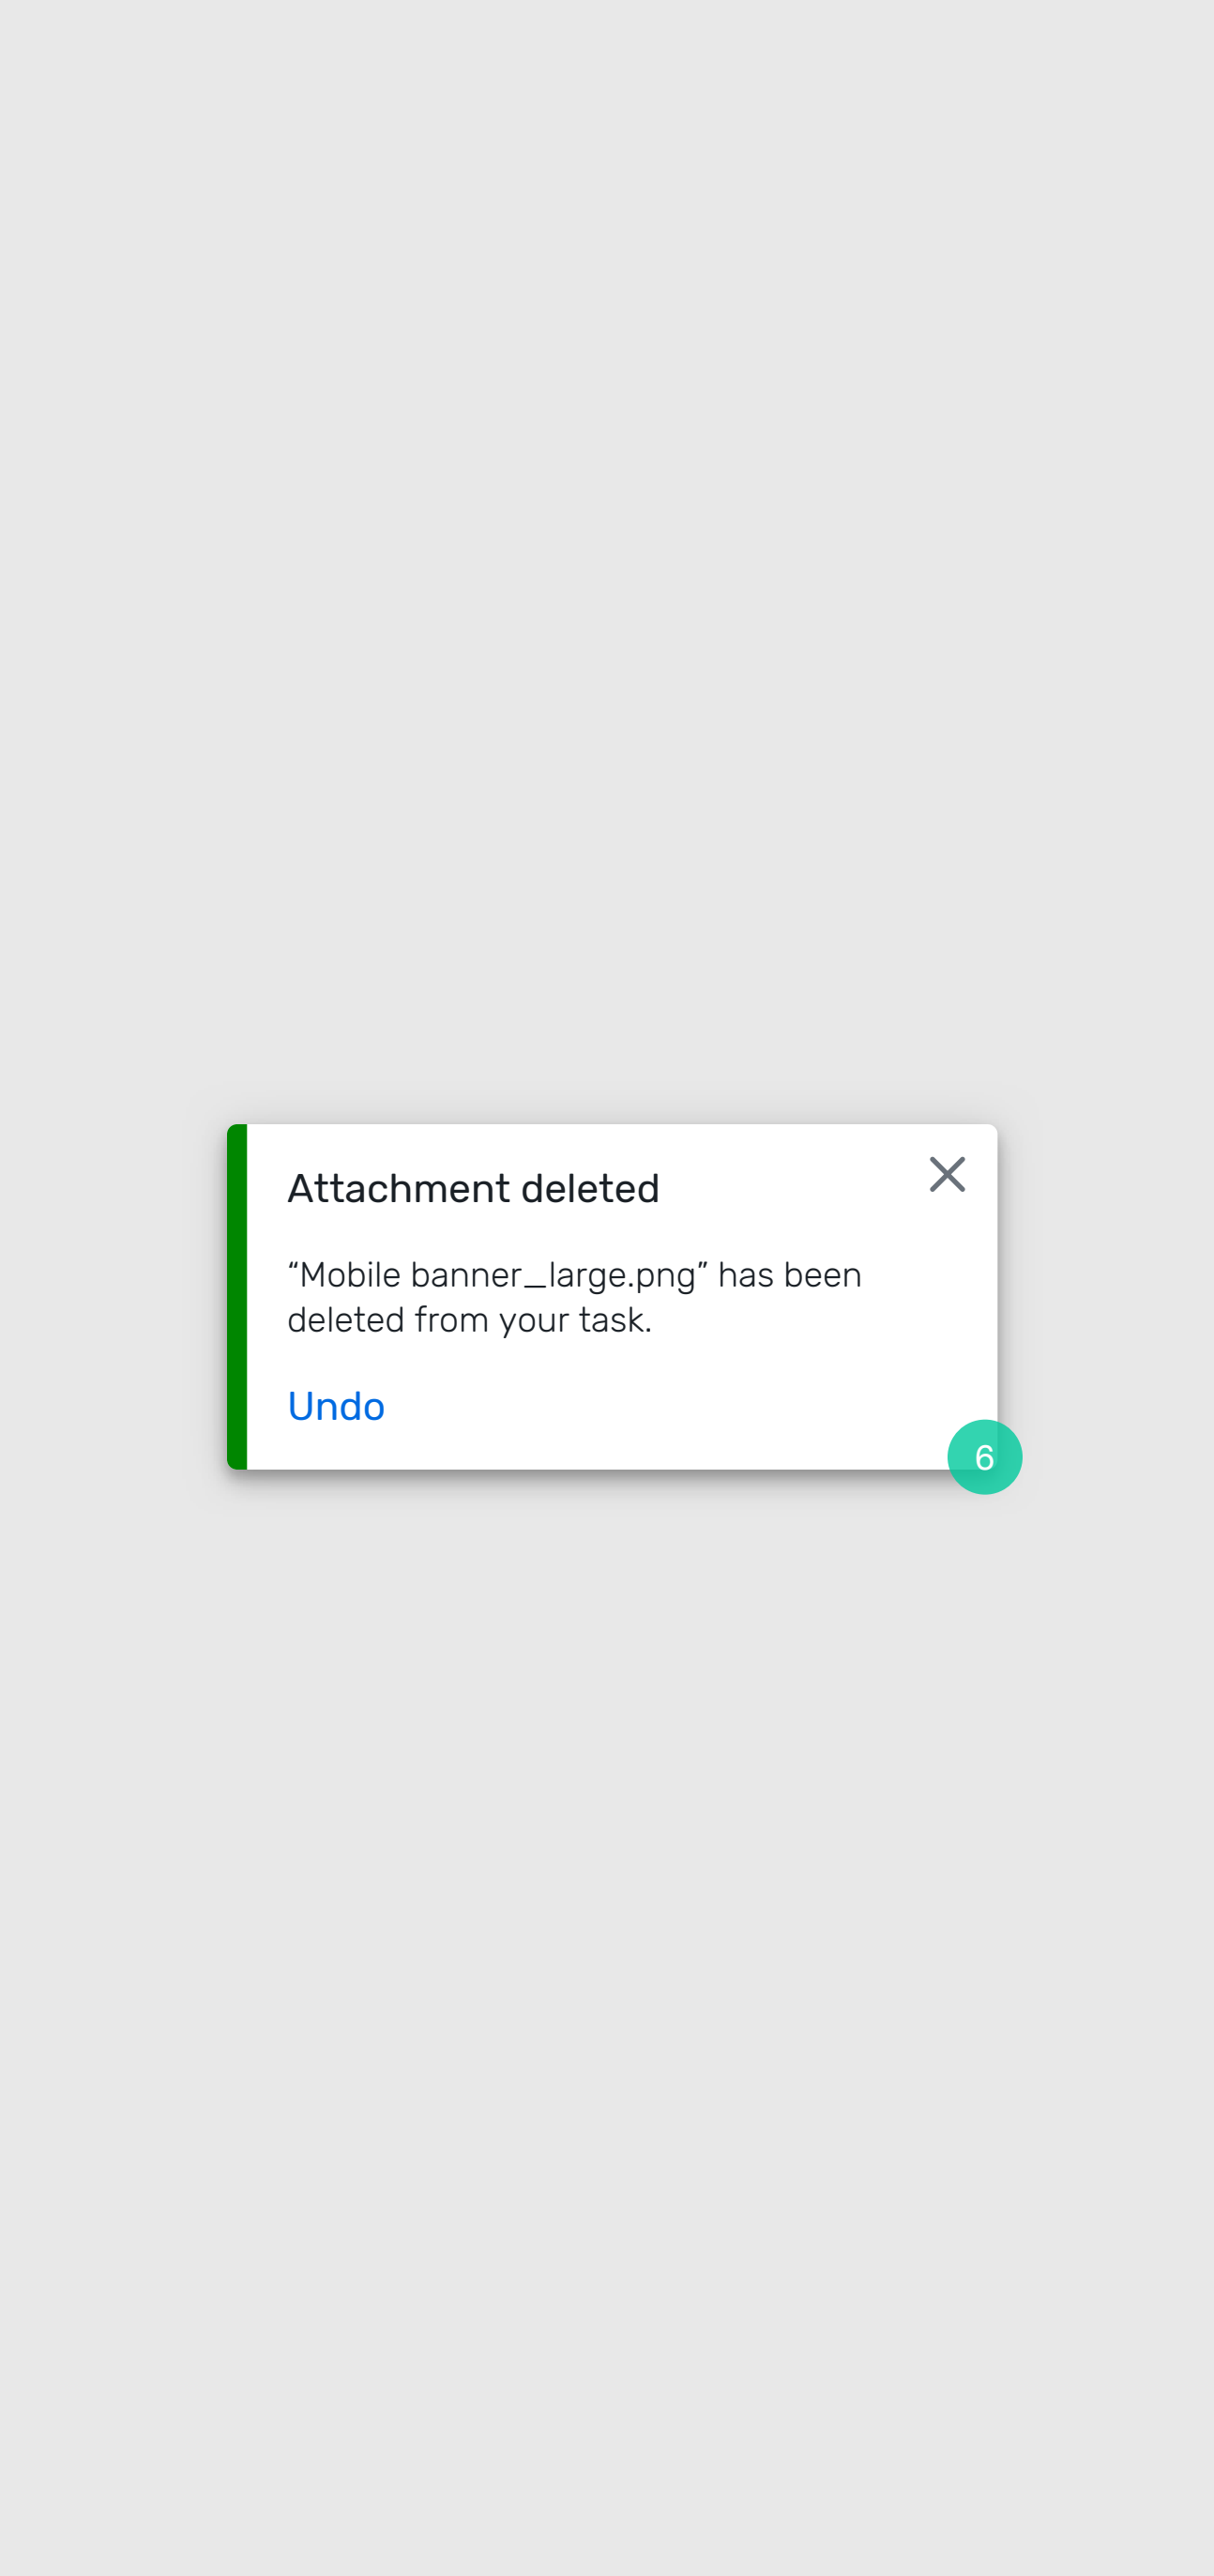 Attachment deleted
“Mobile banner_large.png” has been
deleted from your task.
Undo
6